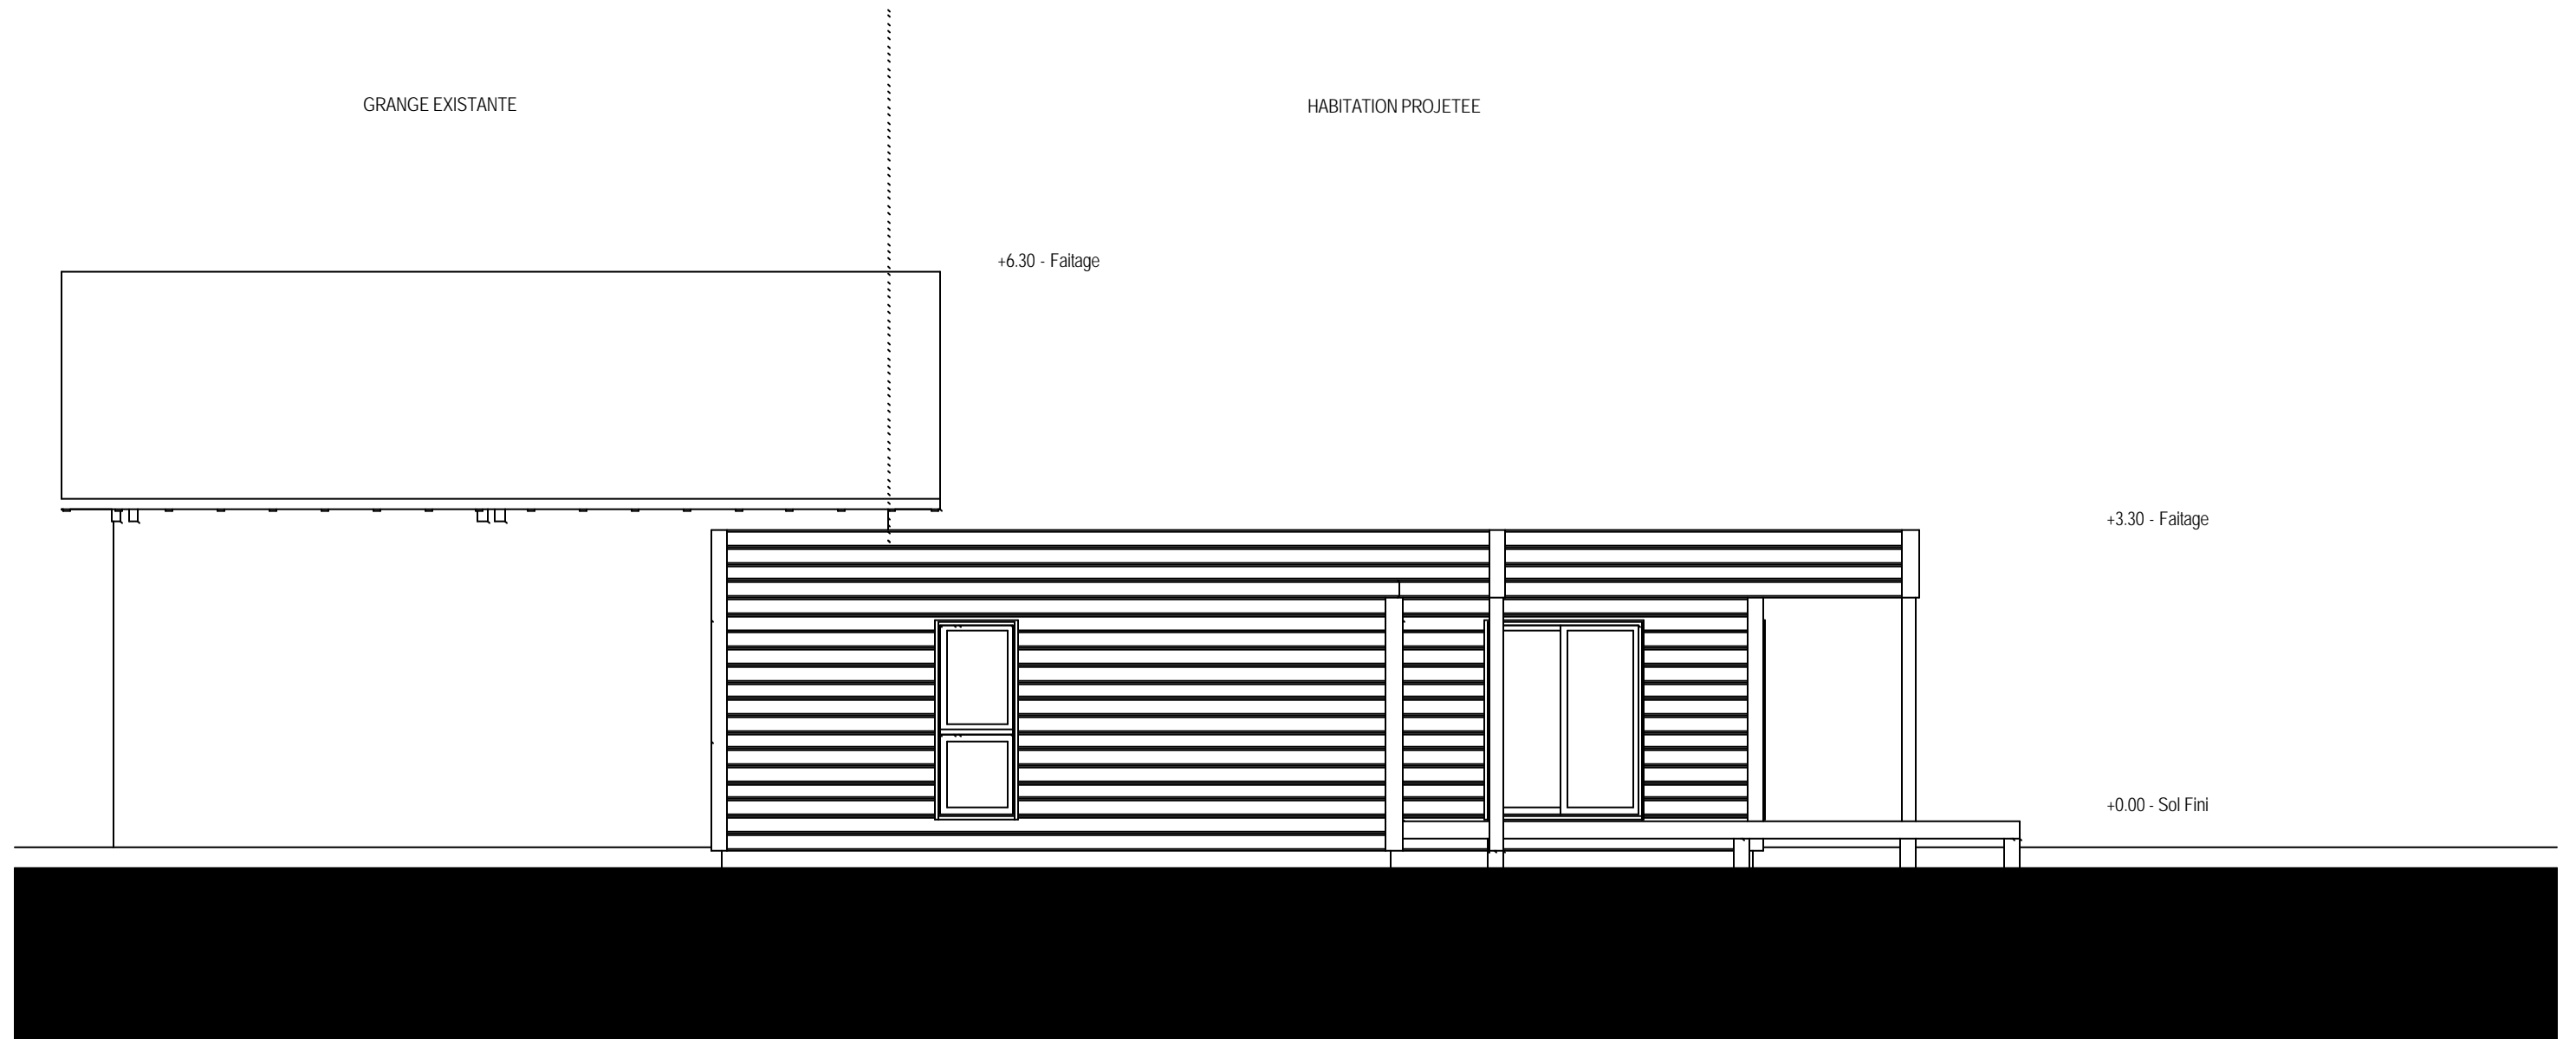 GRANGE EXISTANTE
HABITATION PROJETEE
+6.30 - Faitage
+3.30 - Faitage
+0.00 - Sol Fini